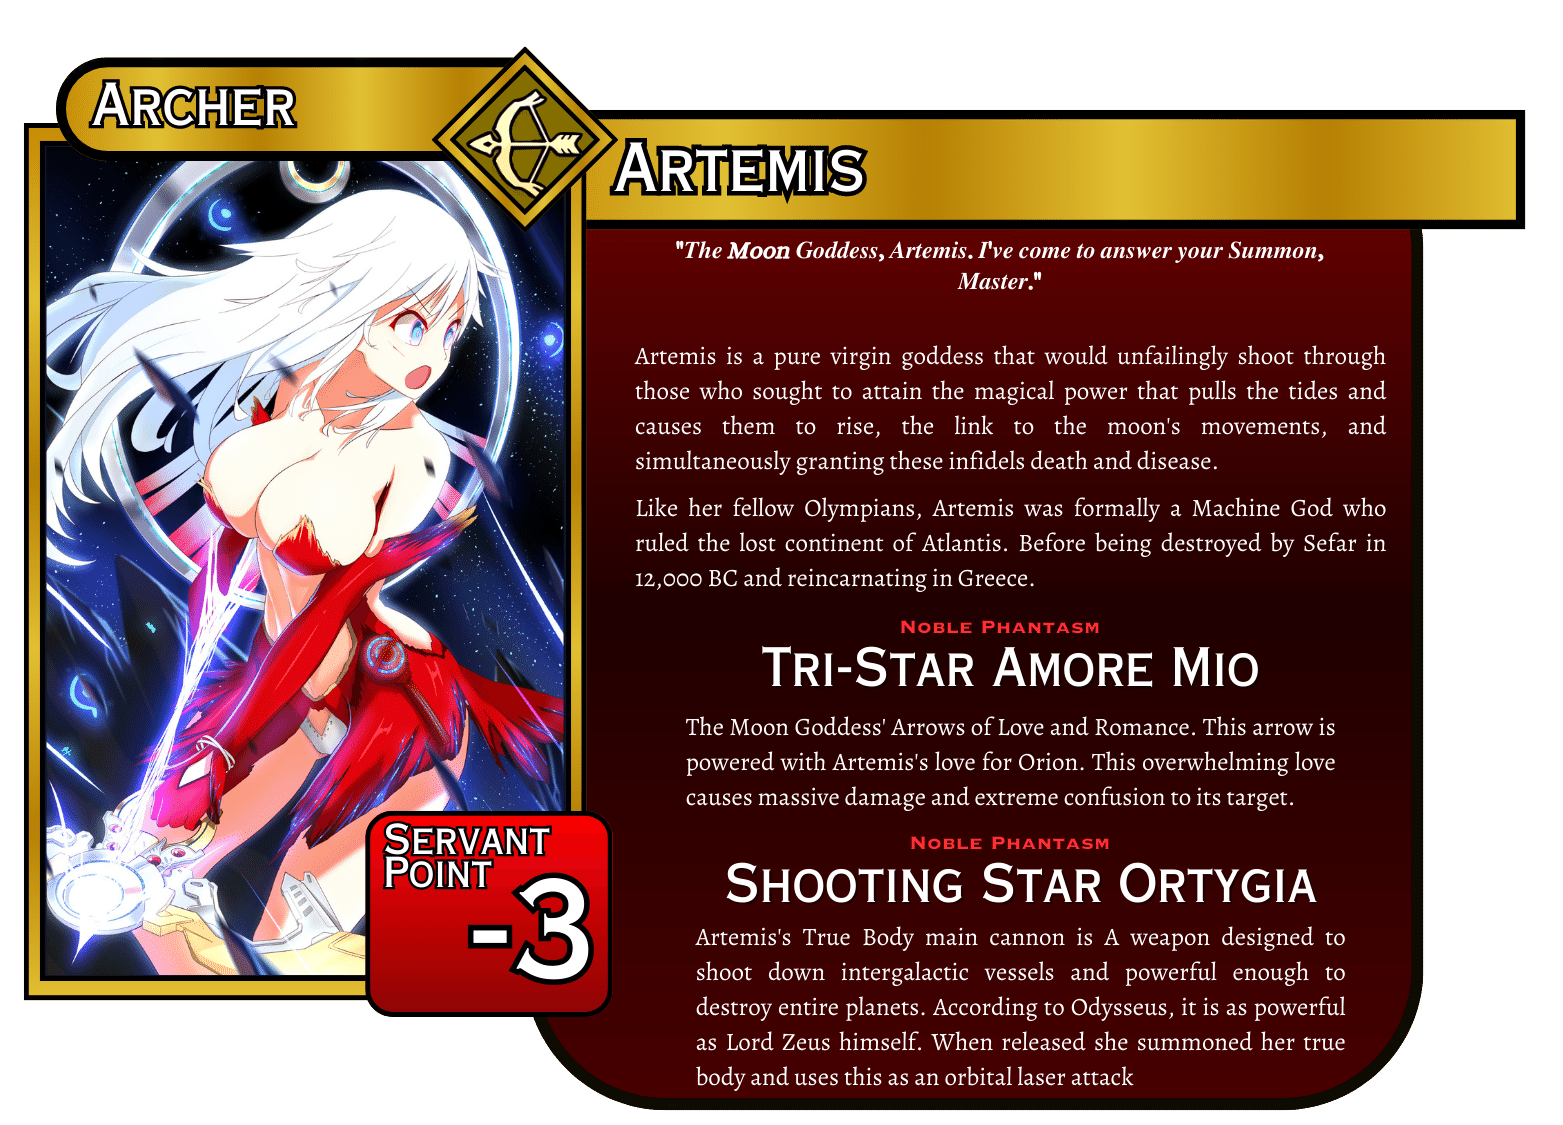 ARCHER
ARTEMIS
"The Moon Goddess, Artemis. I've come to answer your Summon,
Master."
Artemis is a pure virgin goddess that would unfailingly shoot through
those who sought to attain the magical power that pulls the tides and
causes them to rise, the link to the moon's movements, and
simultaneously granting these infidels death and disease.
Like her fellow Olympians, Artemis was formally a Machine God who
ruled the lost continent of Atlantis. Before being destroyed by Sefar in
12,000 BC and reincarnating in Greece.
NOBLE PHANTASM
TRI-STAR AMORE MIO
The Moon Goddess' Arrows of Love and Romance. This arrow is
powered with Artemis's love for Orion. This overwhelming love
causes massive damage and extreme confusion to its target.
NOBLE PHANTASM
SHOOTING STAR ORTYGIA
Artemis's True Body main cannon is A weapon designed to
shoot down intergalactic vessels and powerful enough to
destroy entire planets. According to Odysseus, it is as powerful
as Lord Zeus himself. When released she summoned her true
body and uses this as an orbital laser attack
SERVANT
POINT
-3